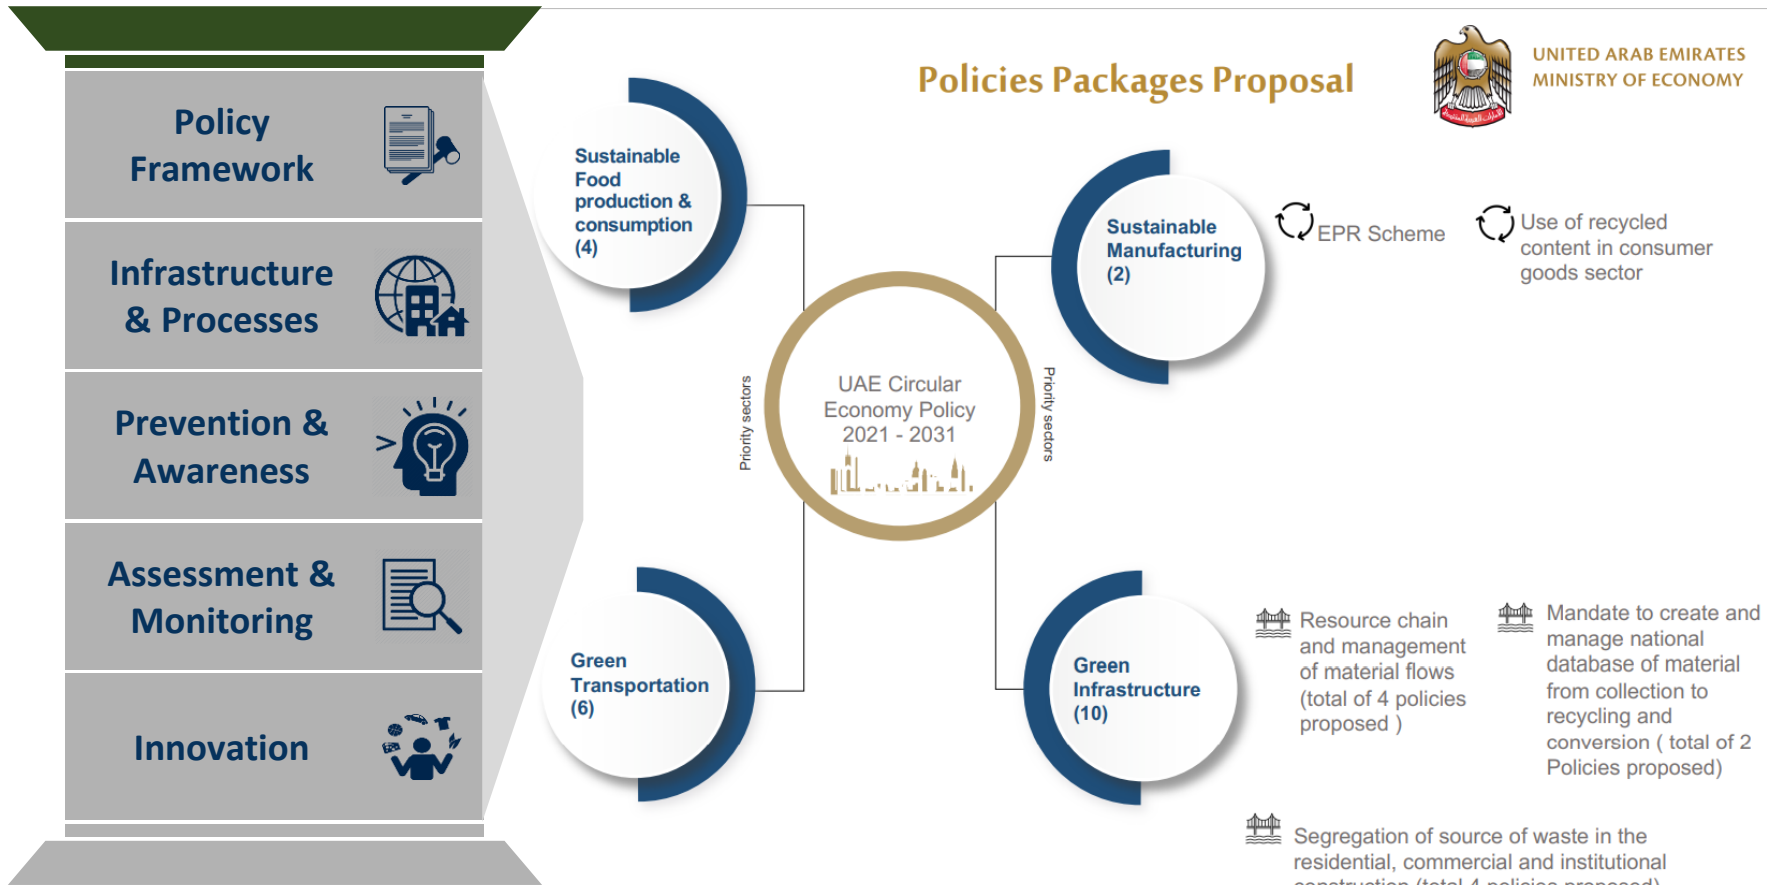 Policies Packages Proposal
UNITED ARAB EMIRATES
MINISTRY OF ECONOMY
Policy
Framework
Infrastructure
& Processes
Prevention &
Awareness
Assessment &
Monitoring
Innovation
Sustainable
Food
production &
consumption
(4)
Sustainable
Manufacturing
(2)
EPR Scheme
Use of recycled
content in consumer
goods sector
Priority sectors
UAE Circular
Economy Policy
2021 - 2031
Priority sectors
Green
Transportation
(6)
Green
Infrastructure
(10)
Resource chain
and management
of material flows
(total of 4 policies
proposed )
Mandate to create and
manage national
database of material
from collection to
recycling and
conversion ( total of 2
Policies proposed)
Segregation of source of waste in the
residential, commercial and institutional
construction (total 4 policies proposed)